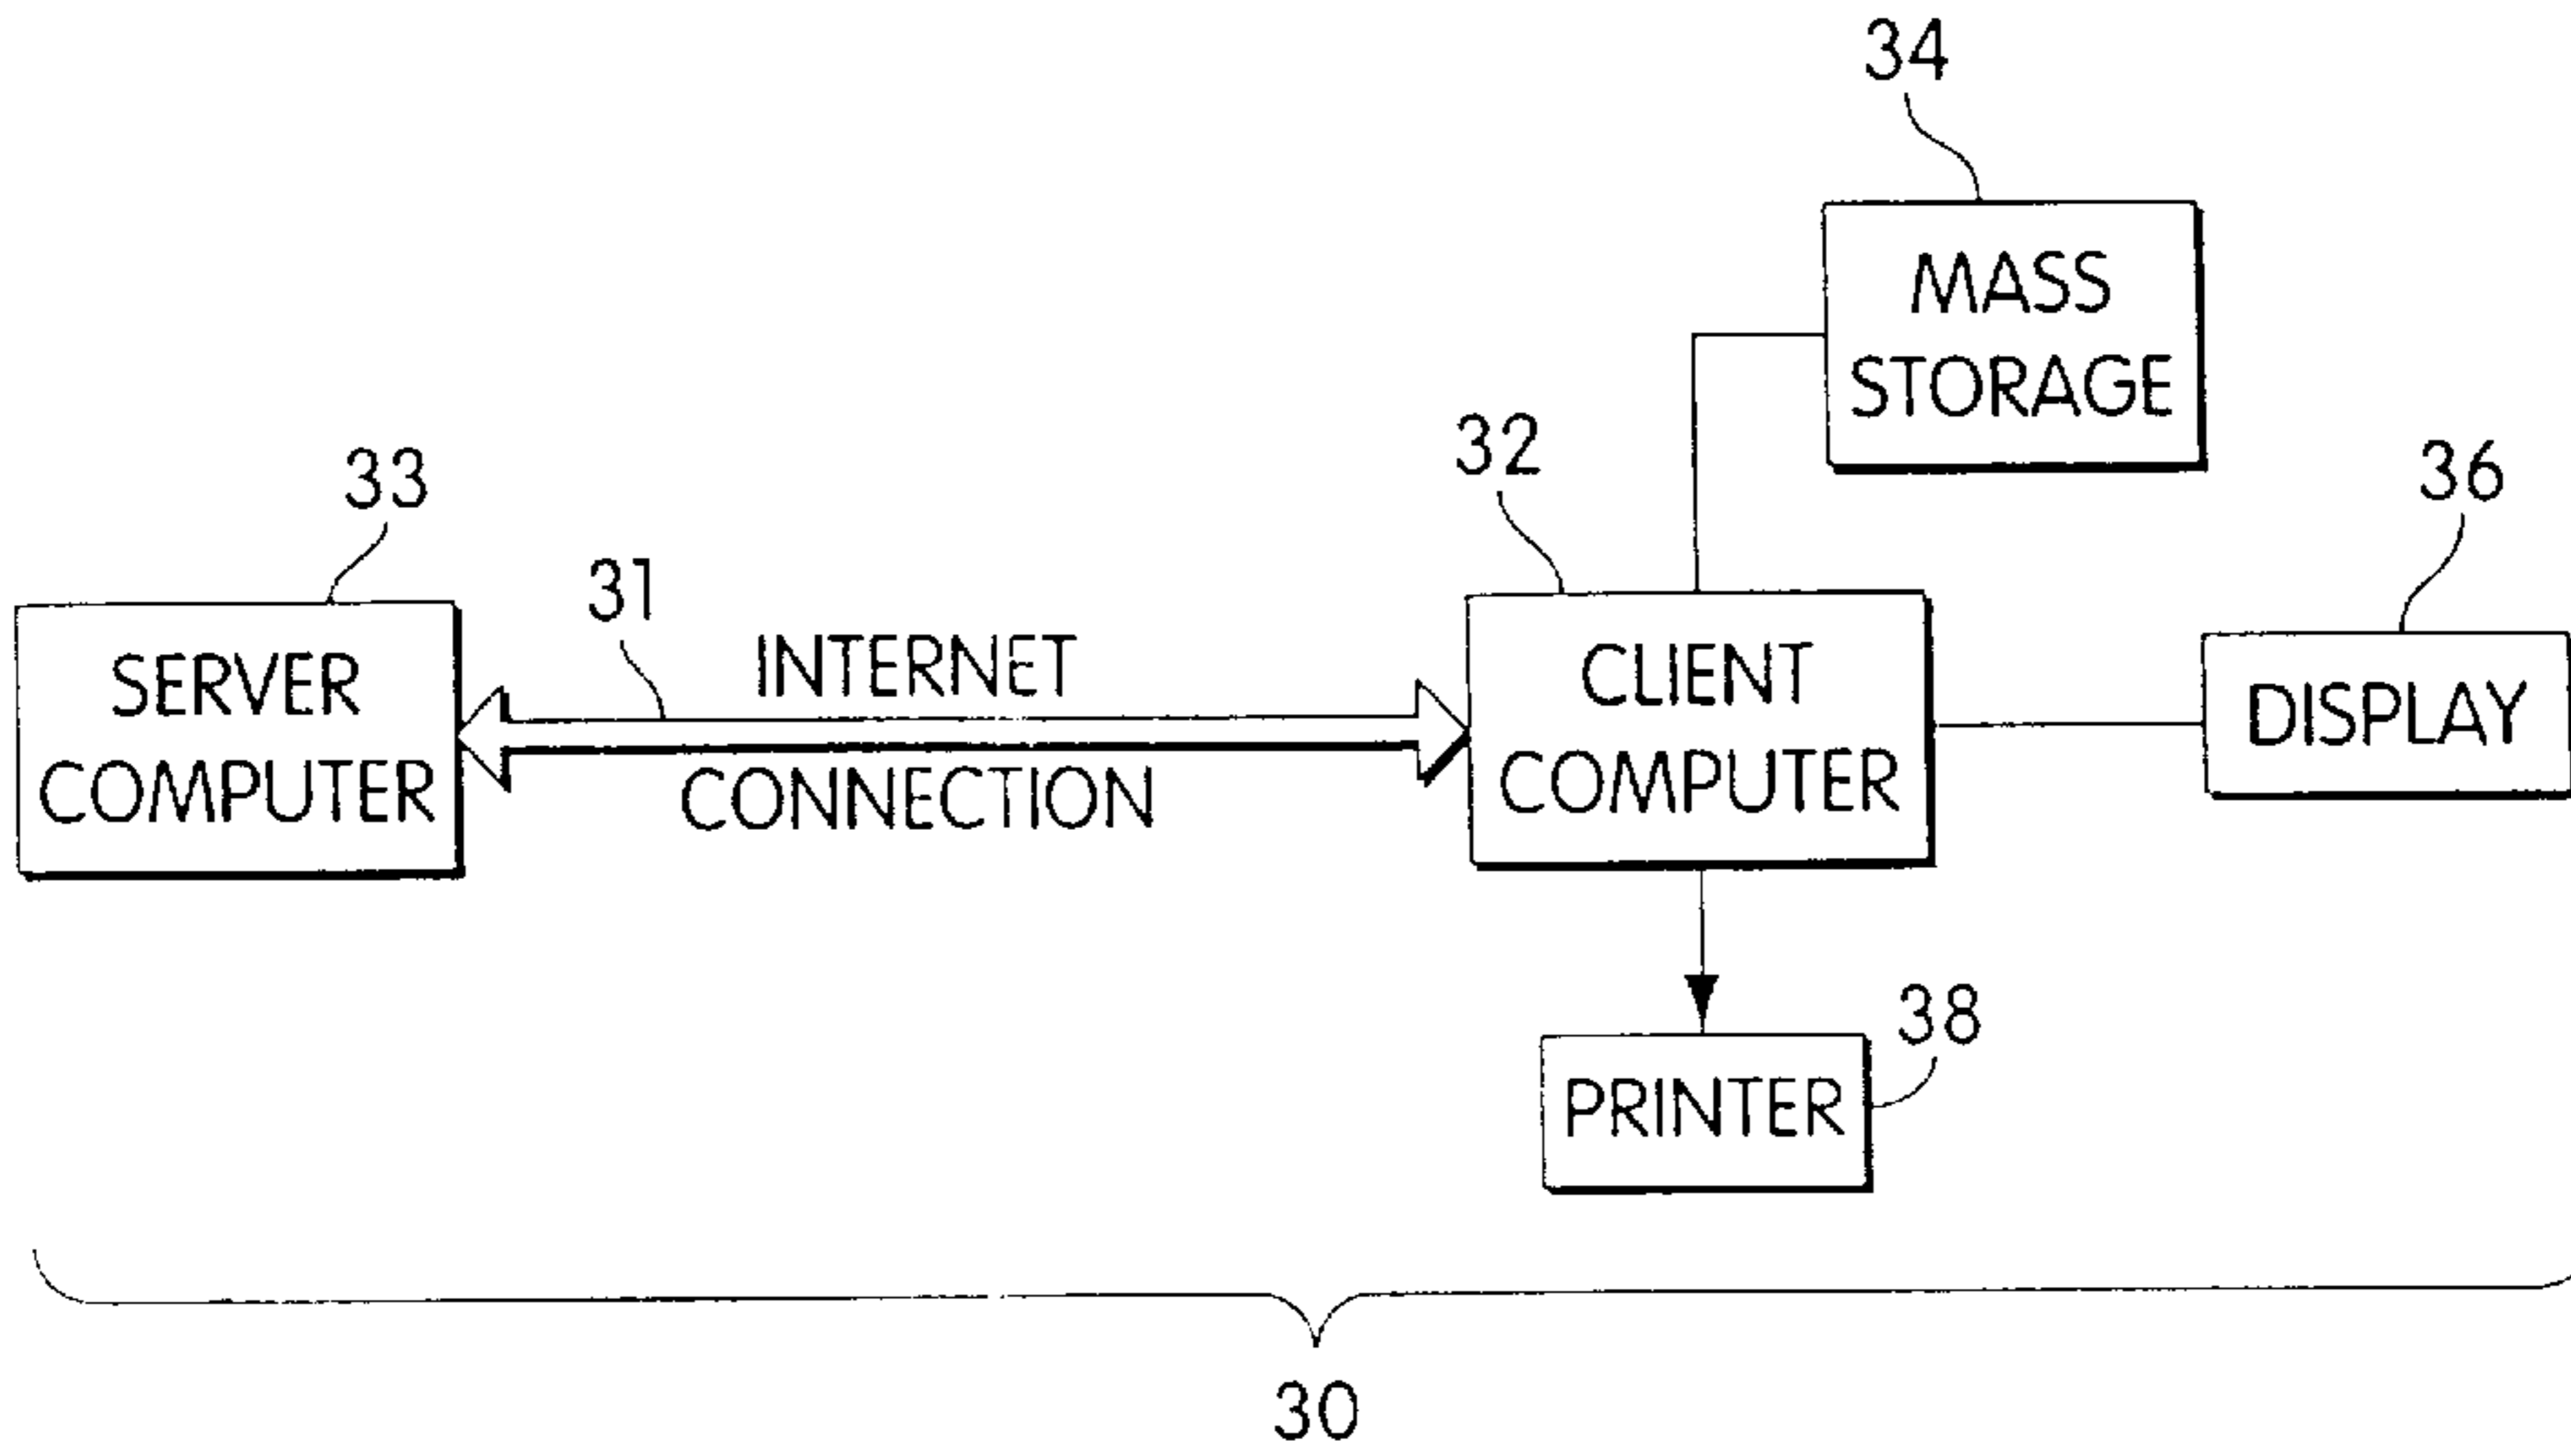 34
MASS
STORAGE
32
36
33
31
INTERNET
CONNECTION
SERVER
COMPUTER
CLIENT
COMPUTER
DISPLAY
38
PRINTER
30